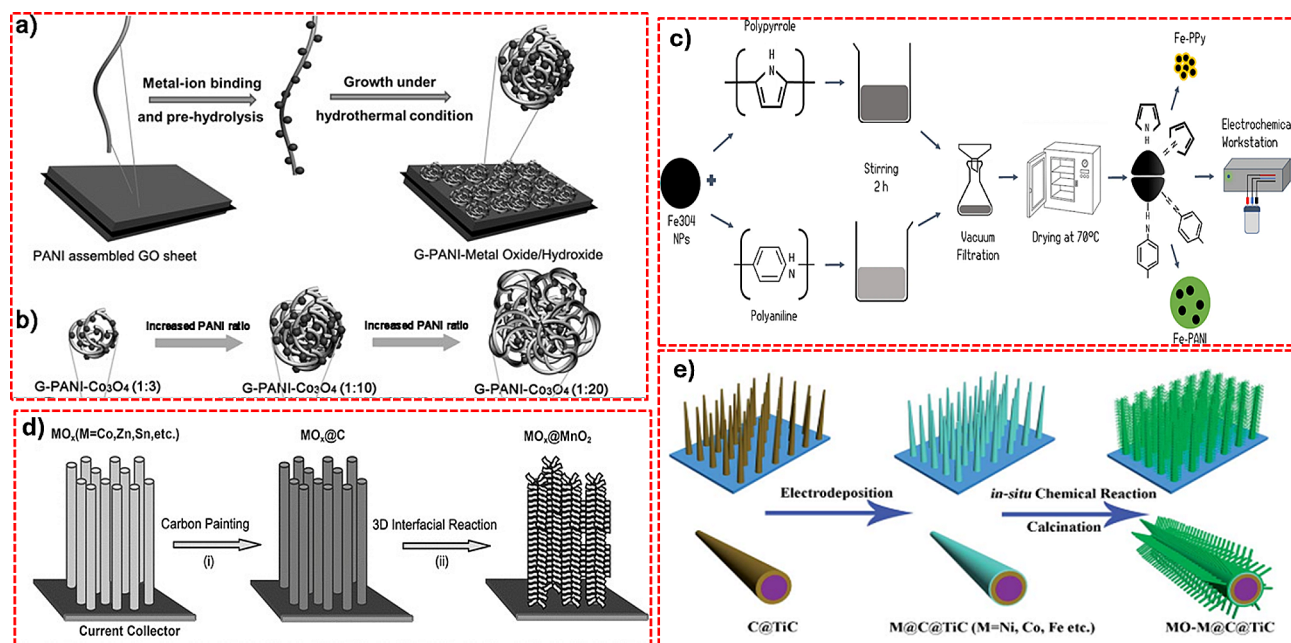 a)
Metal-ion binding
and pre-hydrolysis
Growth under
hydrothermal condition
PANI assembled GO sheet
G-PANI-Metal Oxide/Hydroxide
b)
Increased PANI ratio
Increased PANI ratio
G-PANI-Co₃O₄ (1:3)
G-PANI-Co₃O₄ (1:10)
G-PANI-Co₃O₄ (1:20)
c)
Polypyrrole
H
N
Fe3O4
NPs
+
Stirring
2 h
H
N
Polyaniline
Vacuum
Filtration
Drying at 70ºC
Fe-PPy
N
H
N
H
N
N
Electrochemical
Workstation
Fe-PANI
d)
MOₓ(M=Co,Zn,Sn,etc.)
MOₓ@C
MOₓ@MnO₂
Carbon Painting
(i)
3D Interfacial Reaction
(ii)
Current Collector
e)
Electrodeposition
in-situ Chemical Reaction
Calcination
C@TiC
M@C@TiC (M=Ni, Co, Fe etc.)
MO-M@C@TiC